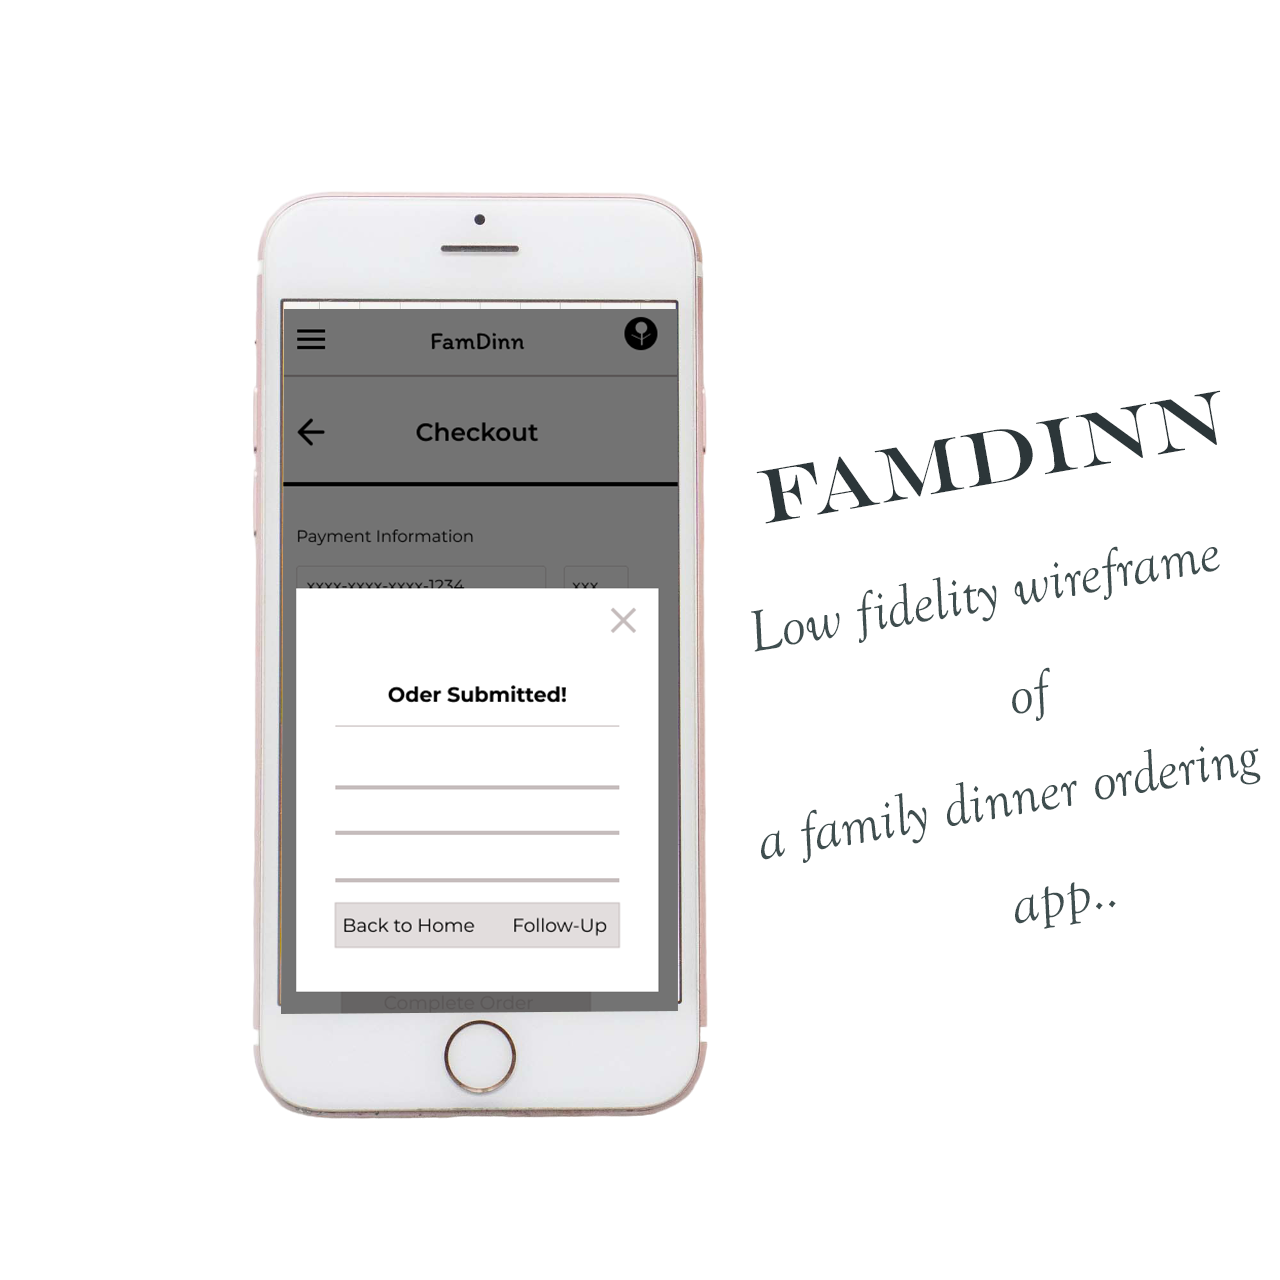 FamDinn
Checkout
Payment Information
xxxx-xxxx-xxxx-1234 xxx
Oder Submitted!
Back to Home Follow-Up
Complete Order
FAMDINN
Low fidelity wireframe
of
a family dinner ordering
app..